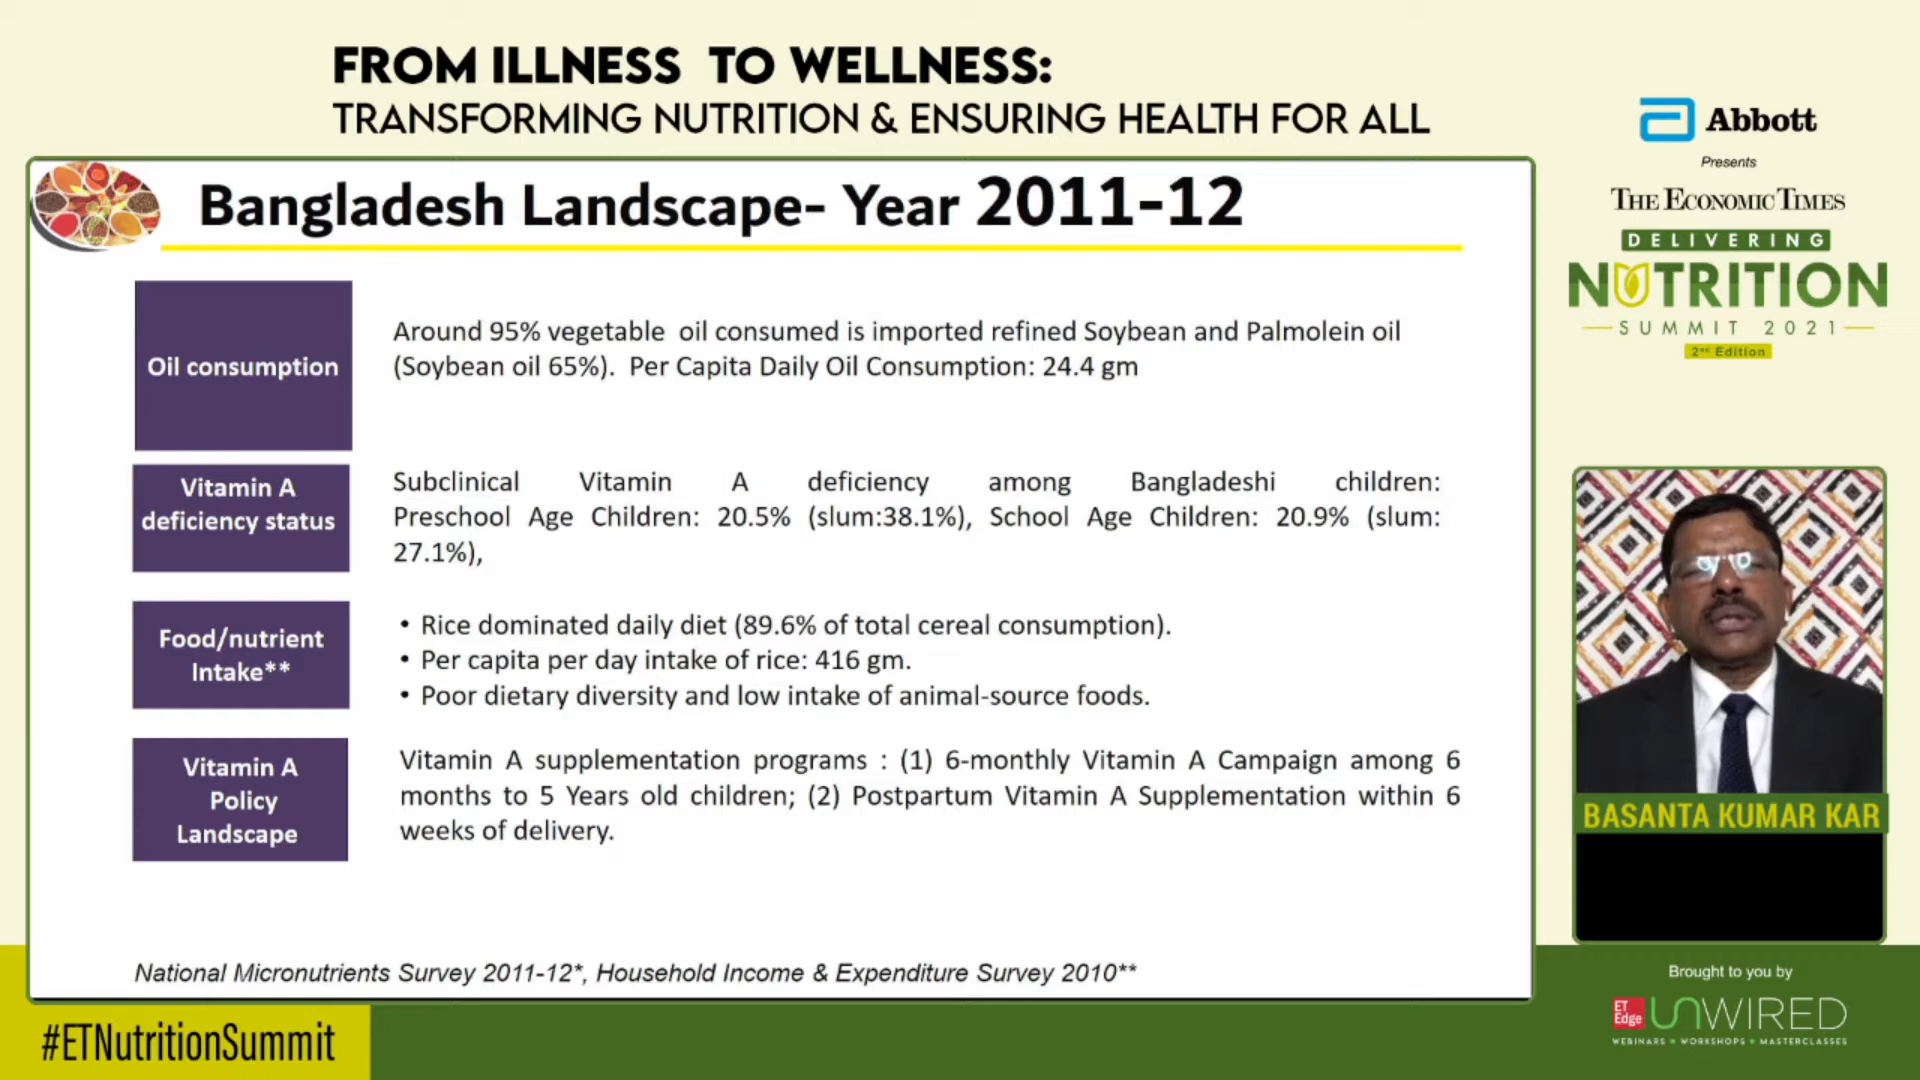 FROM ILLNESS TO WELLNESS:
TRANSFORMING NUTRITION & ENSURING HEALTH FOR ALL
Abbott
Presents
THE ECONOMIC TIMES
DELIVERING
NUTRITION
SUMMIT 2021
2nd Edition
Bangladesh Landscape- Year 2011-12
Oil consumption
Around 95% vegetable oil consumed is imported refined Soybean and Palmolein oil
(Soybean oil 65%). Per Capita Daily Oil Consumption: 24.4 gm
Vitamin A
deficiency status
Subclinical Vitamin A deficiency among Bangladeshi children:
Preschool Age Children: 20.5% (slum:38.1%), School Age Children: 20.9% (slum:
27.1%),
Food/nutrient
Intake**
• Rice dominated daily diet (89.6% of total cereal consumption).
• Per capita per day intake of rice: 416 gm.
• Poor dietary diversity and low intake of animal-source foods.
Vitamin A
Policy
Landscape
Vitamin A supplementation programs : (1) 6-monthly Vitamin A Campaign among 6
months to 5 Years old children; (2) Postpartum Vitamin A Supplementation within 6
weeks of delivery.
National Micronutrients Survey 2011-12*, Household Income & Expenditure Survey 2010**
BASANTA KUMAR KAR
#ETNutritionSummit
Brought to you by
ET
Edge
UNWIRED
WEBINARS • WORKSHOPS • MASTERCLASSES